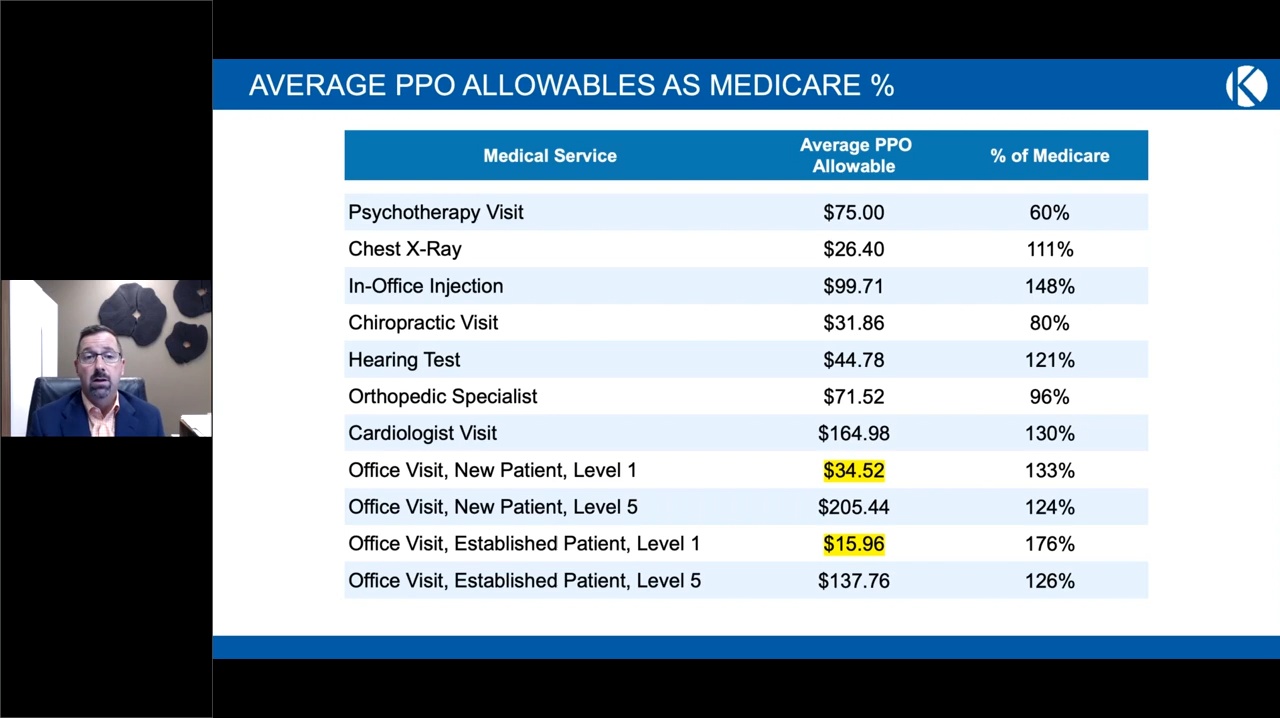 AVERAGE PPO ALLOWABLES AS MEDICARE %
K
Medical Service Average PPO Allowable % of Medicare
Psychotherapy Visit $75.00 60%
Chest X-Ray $26.40 111%
In-Office Injection $99.71 148%
Chiropractic Visit $31.86 80%
Hearing Test $44.78 121%
Orthopedic Specialist $71.52 96%
Cardiologist Visit $164.98 130%
Office Visit, New Patient, Level 1 $34.52 133%
Office Visit, New Patient, Level 5 $205.44 124%
Office Visit, Established Patient, Level 1 $15.96 176%
Office Visit, Established Patient, Level 5 $137.76 126%